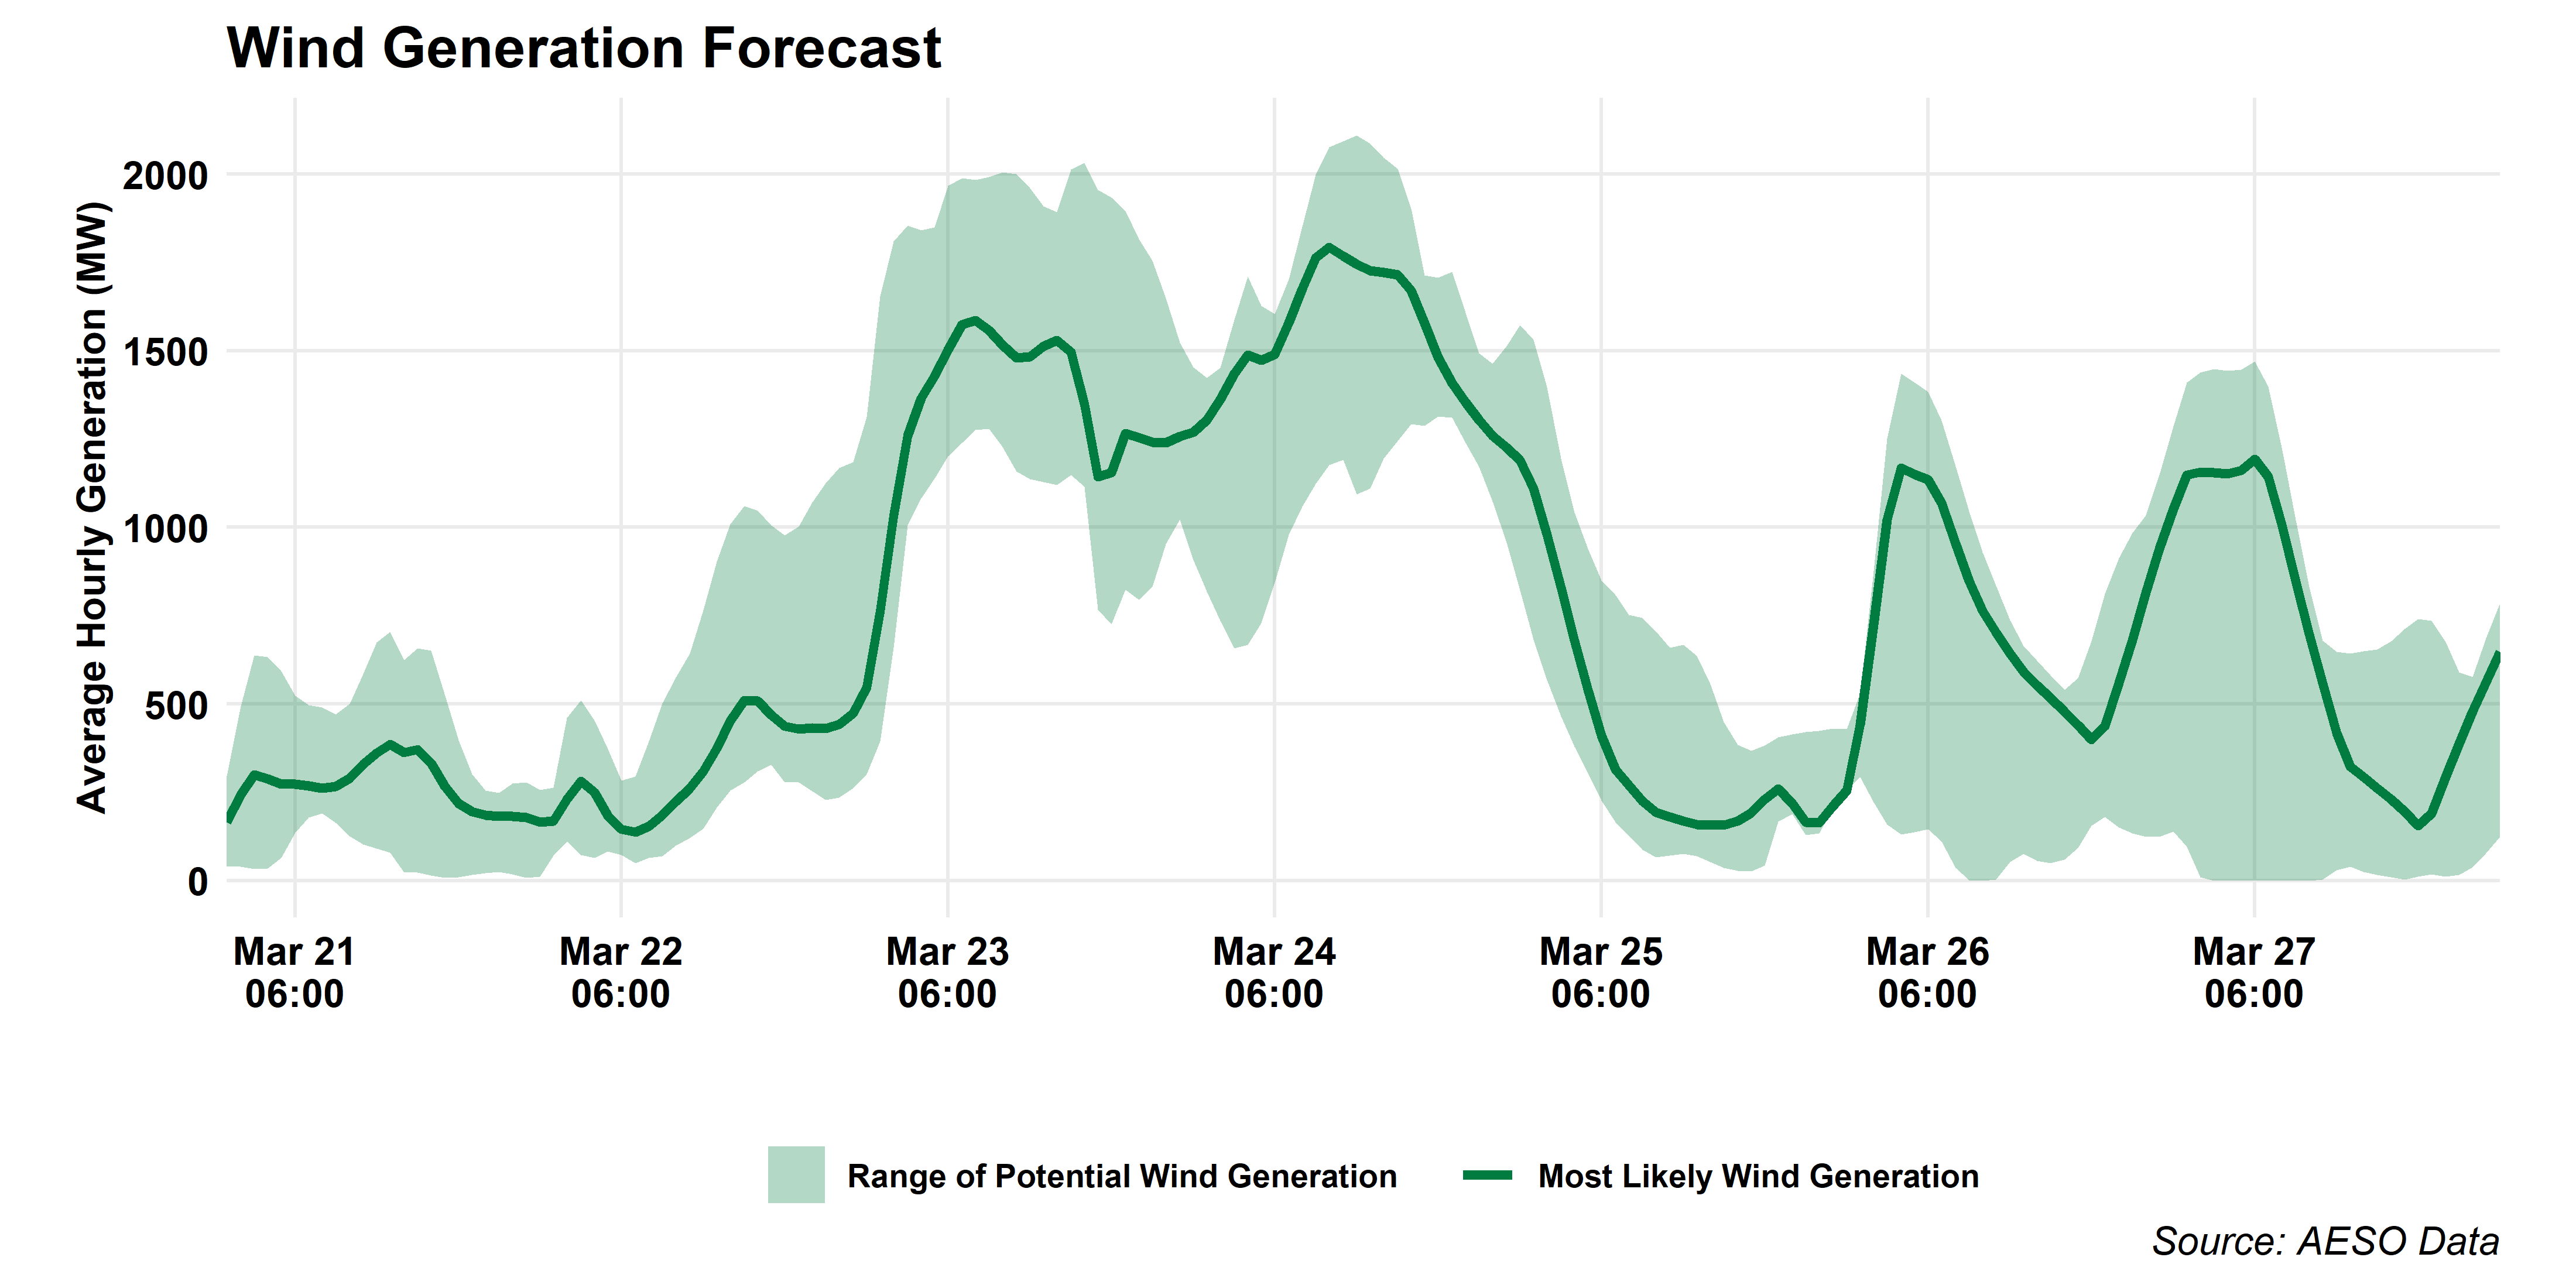 Wind Generation Forecast
Average Hourly Generation (MW)
2000
1500
1000
500
0
Mar 21 Mar 22 Mar 23 Mar 24 Mar 25 Mar 26 Mar 27
06:00 06:00 06:00 06:00 06:00 06:00 06:00
Range of Potential Wind Generation Most Likely Wind Generation
Source: AESO Data